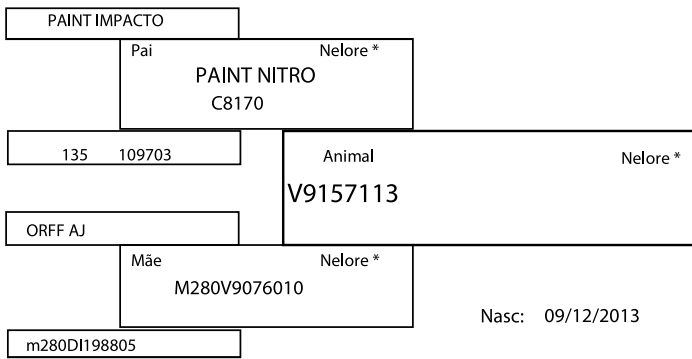 PAINT IMPACTO
Pai Nelore *
PAINT NITRO
C8170
135 109703
Animal Nelore *
V9157113
ORFF AJ
Mãe Nelore *
M280V9076010
Nasc: 09/12/2013
m280DI198805